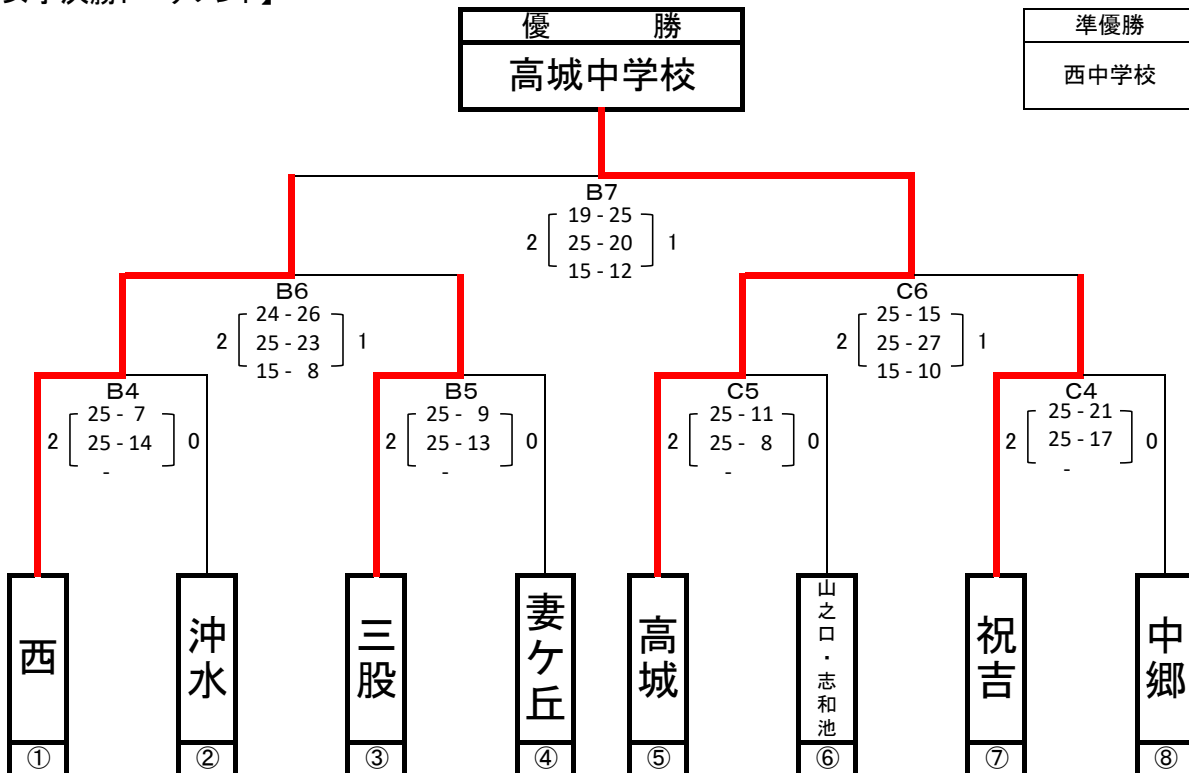 優 勝
高城中学校
準優勝
西中学校
B7
2 19 - 25 1
25 - 20
15 - 12
B6
2 24 - 26 1
25 - 23
15 - 8
C6
2 25 - 15 1
25 - 27
15 - 10
B4
2 25 - 7 0
25 - 14
-
B5
2 25 - 9 0
25 - 13
-
C5
2 25 - 11 0
25 - 8
-
C4
2 25 - 21 0
25 - 17
-
西
沖水
三股
妻ケ丘
高城
山之口・志和池
祝吉
中郷
① ② ③ ④ ⑤ ⑥ ⑦ ⑧